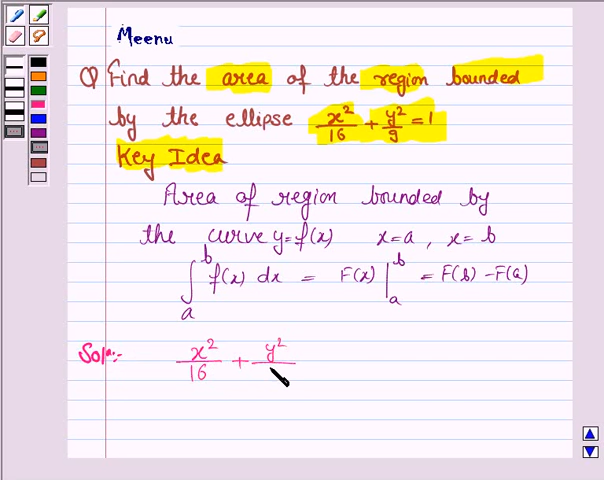 Meenu
Q Find the area of the region bounded
by the ellipse x²/16 + y²/9 = 1
Key Idea
Area of region bounded by
the curve y=f(x) x=a, x=b
∫ₐᵇ f(x) dx = F(x)|ₐᵇ = F(b) - F(a)
Solⁿ:- x²/16 + y²/